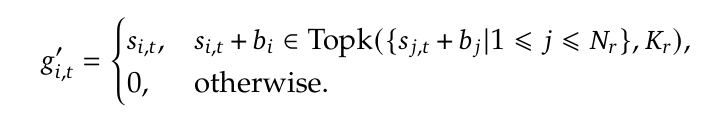 g′_{i,t} = { s_{i,t}, s_{i,t} + b_i ∈ Topk({s_{j,t} + b_j | 1 ⩽ j ⩽ N_r}, K_r),
0, otherwise.